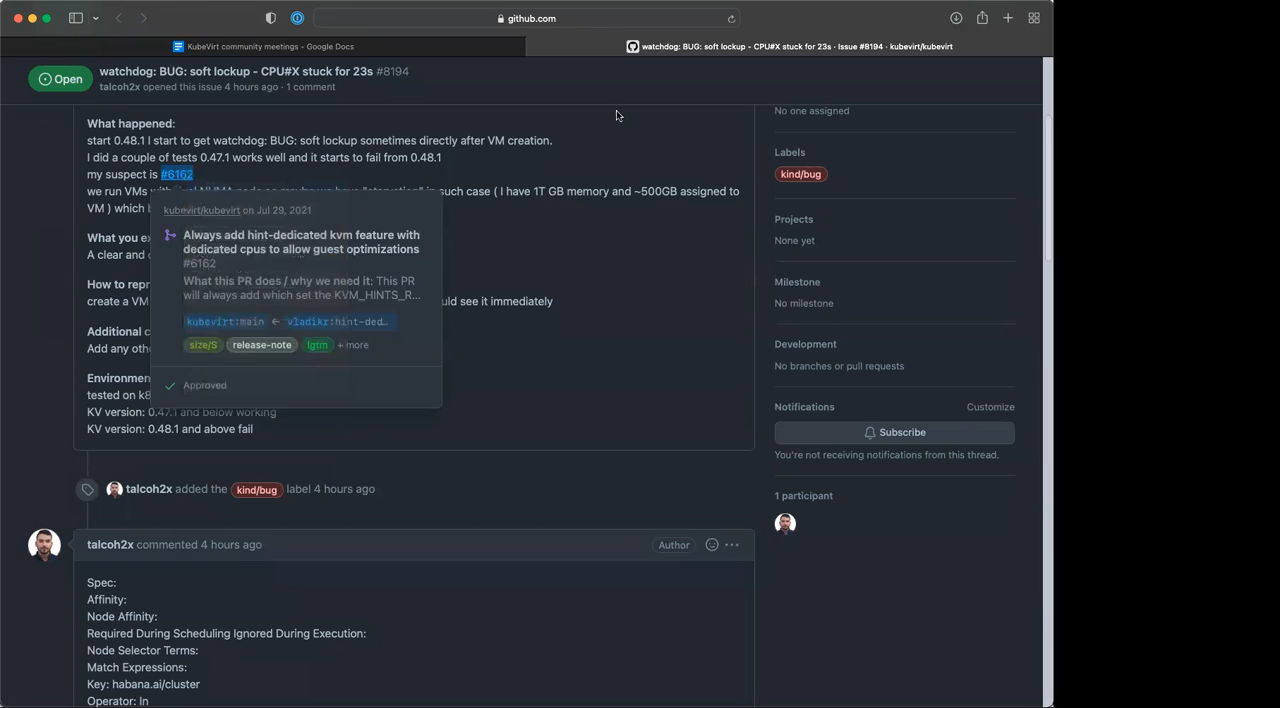 github.com
KubeVirt community meetings - Google Docs
watchdog: BUG: soft lockup - CPU#X stuck for 23s · Issue #8194 · kubevirt/kubevirt
Open
watchdog: BUG: soft lockup - CPU#X stuck for 23s #8194
talcoh2x opened this issue 4 hours ago · 1 comment
What happened:
start 0.48.1 I start to get watchdog: BUG: soft lockup sometimes directly after VM creation.
I did a couple of tests 0.47.1 works well and it starts to fail from 0.48.1
my suspect is #6162
we run VMs with in such case ( I have 1T GB memory and ~500GB assigned to
VM ) which
kubevirt/kubevirt on Jul 29, 2021
Always add hint-dedicated kvm feature with
dedicated cpus to allow guest optimizations
#6162
What this PR does / why we need it: This PR
will always add which set the KVM_HINTS_R...
kubevirt:main ← vladikr:hint-ded…
size/S release-note lgtm + more
Approved
What you
A clear and
How to repr
create a VM uld see it immediately
Additional c
Add any othe
Environmen
tested on k8
KV version: 0.47.1 and below working
KV version: 0.48.1 and above fail
talcoh2x added the kind/bug label 4 hours ago
talcoh2x commented 4 hours ago
Author
Spec:
Affinity:
Node Affinity:
Required During Scheduling Ignored During Execution:
Node Selector Terms:
Match Expressions:
Key: habana.ai/cluster
Operator: In
No one assigned
Labels
kind/bug
Projects
None yet
Milestone
No milestone
Development
No branches or pull requests
Notifications
Customize
Subscribe
You're not receiving notifications from this thread.
1 participant